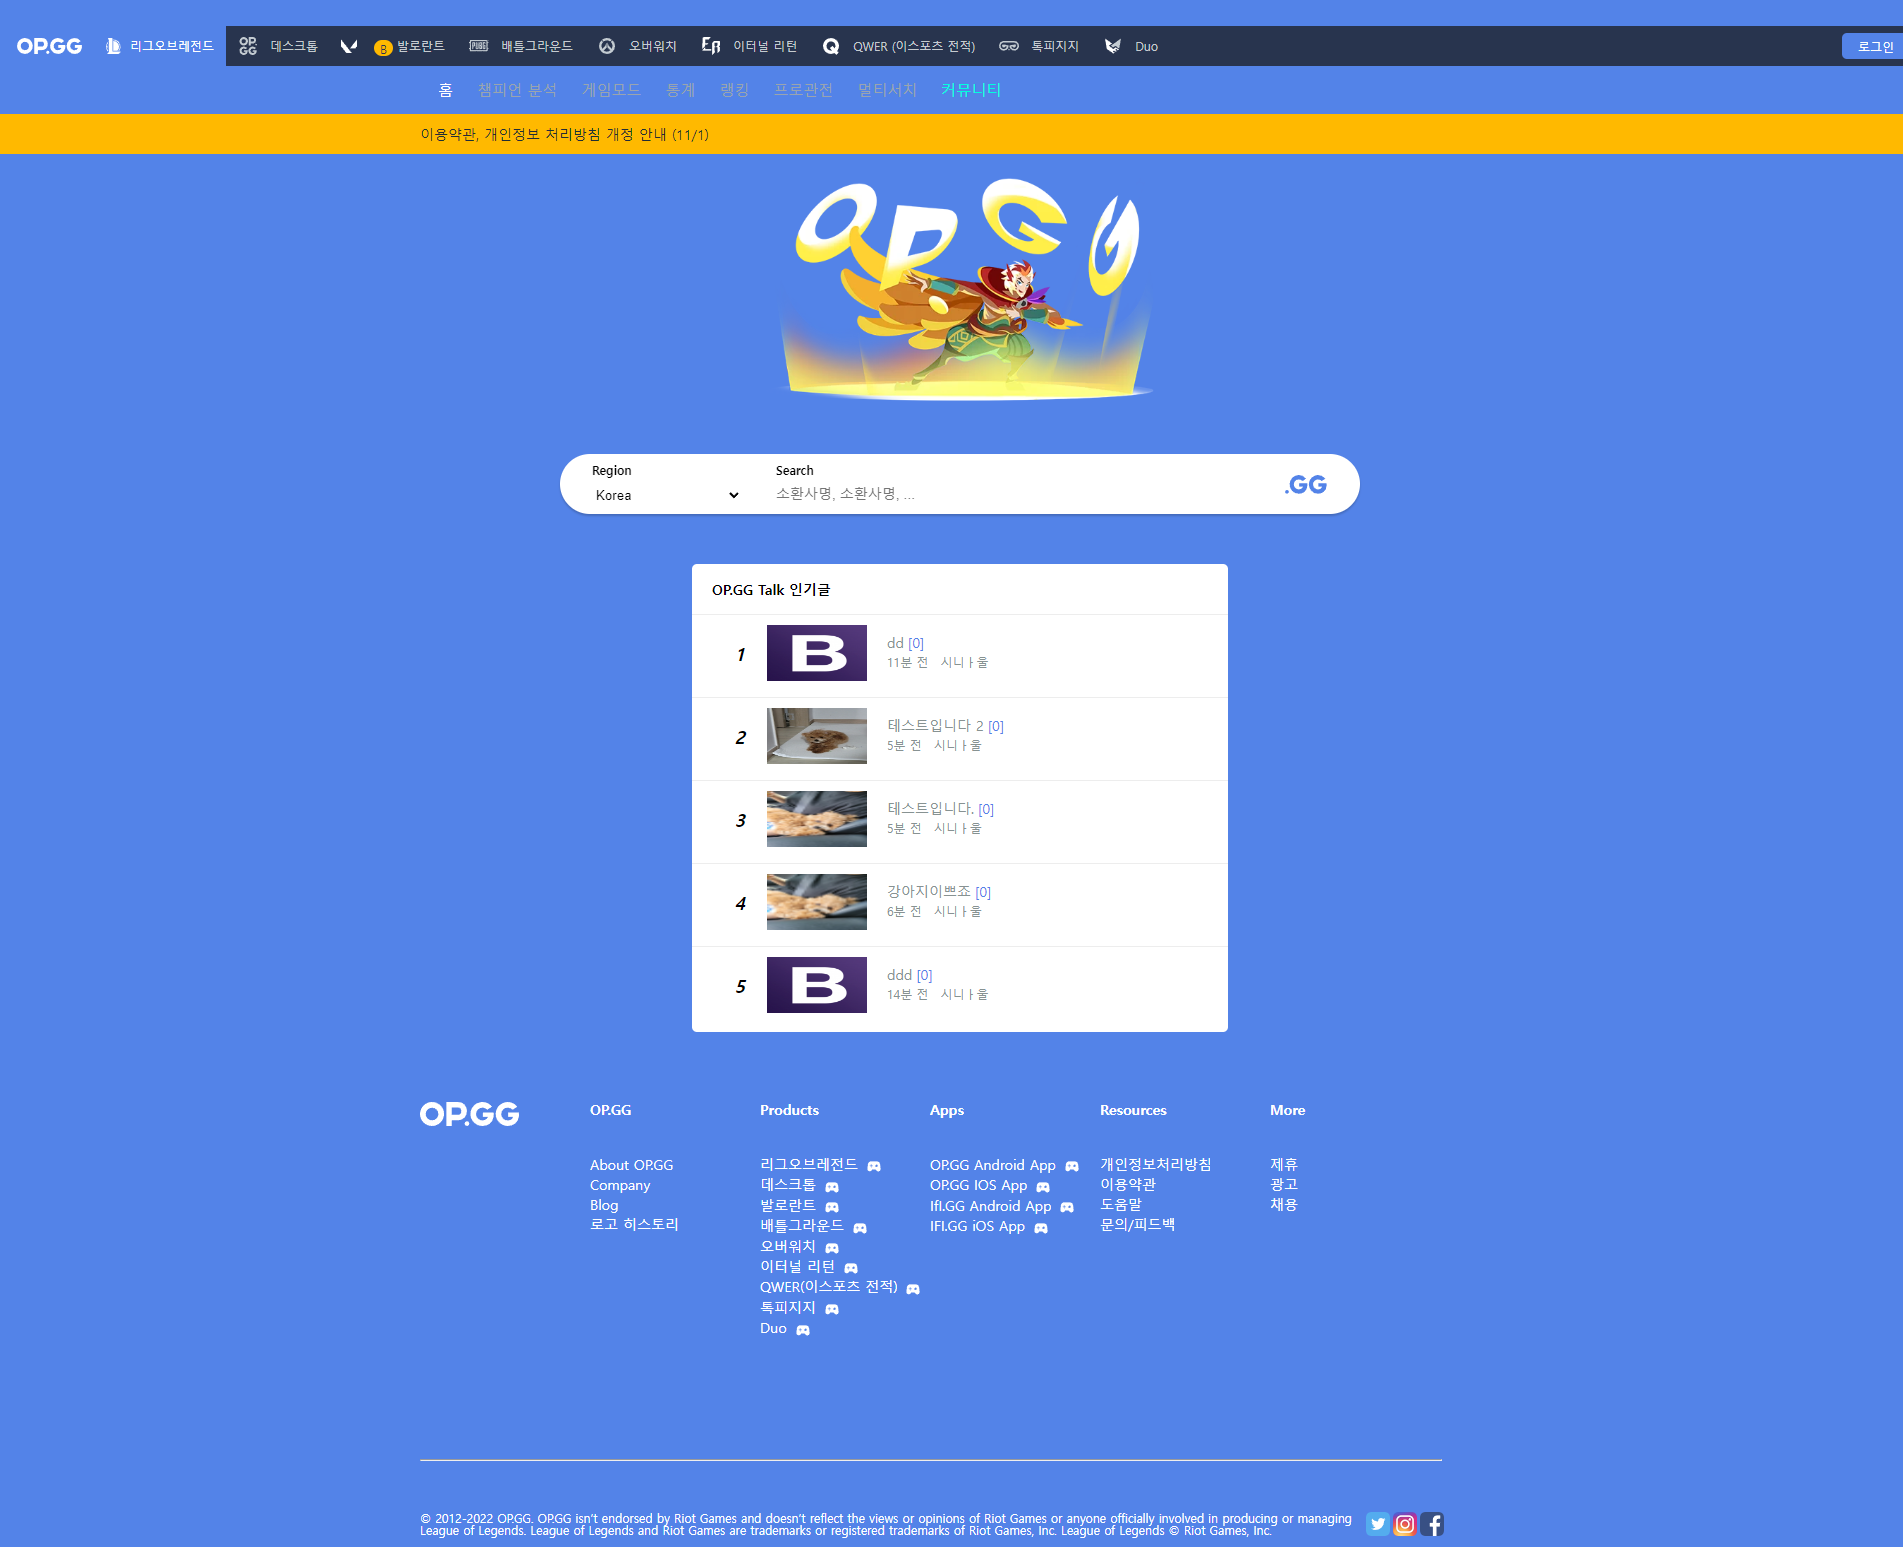 OP.GG 리그오브레전드 OP.GG 데스크톱 B 발로란트 PUBG 배틀그라운드 오버워치 ER 이터널 리턴 QWER (이스포츠 전적) 톡피지지 Duo 로그인
홈 챔피언 분석 게임모드 통계 랭킹 프로관전 멀티서치 커뮤니티
이용약관, 개인정보 처리방침 개정 안내 (11/1)
OP.GG
Region
Korea
Search
소환사명, 소환사명, ...
.GG
OP.GG Talk 인기글
1
B
dd [0]
11분 전 시니ㅏ울
2
테스트입니다 2 [0]
5분 전 시니ㅏ울
3
테스트입니다. [0]
5분 전 시니ㅏ울
4
강아지이쁘죠 [0]
6분 전 시니ㅏ울
5
B
ddd [0]
14분 전 시니ㅏ울
OP.GG
OP.GG
About OP.GG
Company
Blog
로고 히스토리
Products
리그오브레전드
데스크톱
발로란트
배틀그라운드
오버워치
이터널 리턴
QWER(이스포츠 전적)
톡피지지
Duo
Apps
OP.GG Android App
OP.GG IOS App
IfI.GG Android App
IFI.GG iOS App
Resources
개인정보처리방침
이용약관
도움말
문의/피드백
More
제휴
광고
채용
© 2012-2022 OP.GG. OP.GG isn't endorsed by Riot Games and doesn't reflect the views or opinions of Riot Games or anyone officially involved in producing or managing
League of Legends. League of Legends and Riot Games are trademarks or registered trademarks of Riot Games, Inc. League of Legends © Riot Games, Inc.